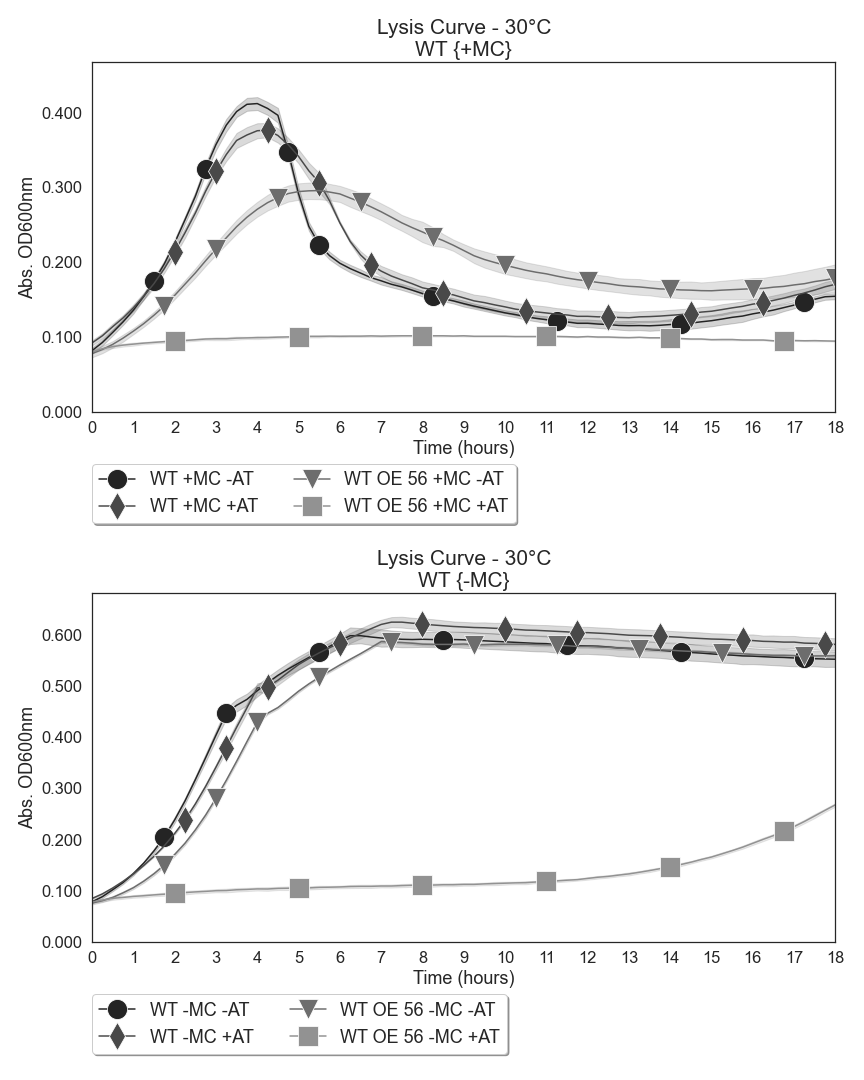 Lysis Curve - 30°C
WT {+MC}
Abs. OD600nm
0.400
0.300
0.200
0.100
0.000
0 1 2 3 4 5 6 7 8 9 10 11 12 13 14 15 16 17 18
Time (hours)
WT +MC -AT WT OE 56 +MC -AT
WT +MC +AT WT OE 56 +MC +AT
Lysis Curve - 30°C
WT {-MC}
Abs. OD600nm
0.600
0.500
0.400
0.300
0.200
0.100
0.000
0 1 2 3 4 5 6 7 8 9 10 11 12 13 14 15 16 17 18
Time (hours)
WT -MC -AT WT OE 56 -MC -AT
WT -MC +AT WT OE 56 -MC +AT